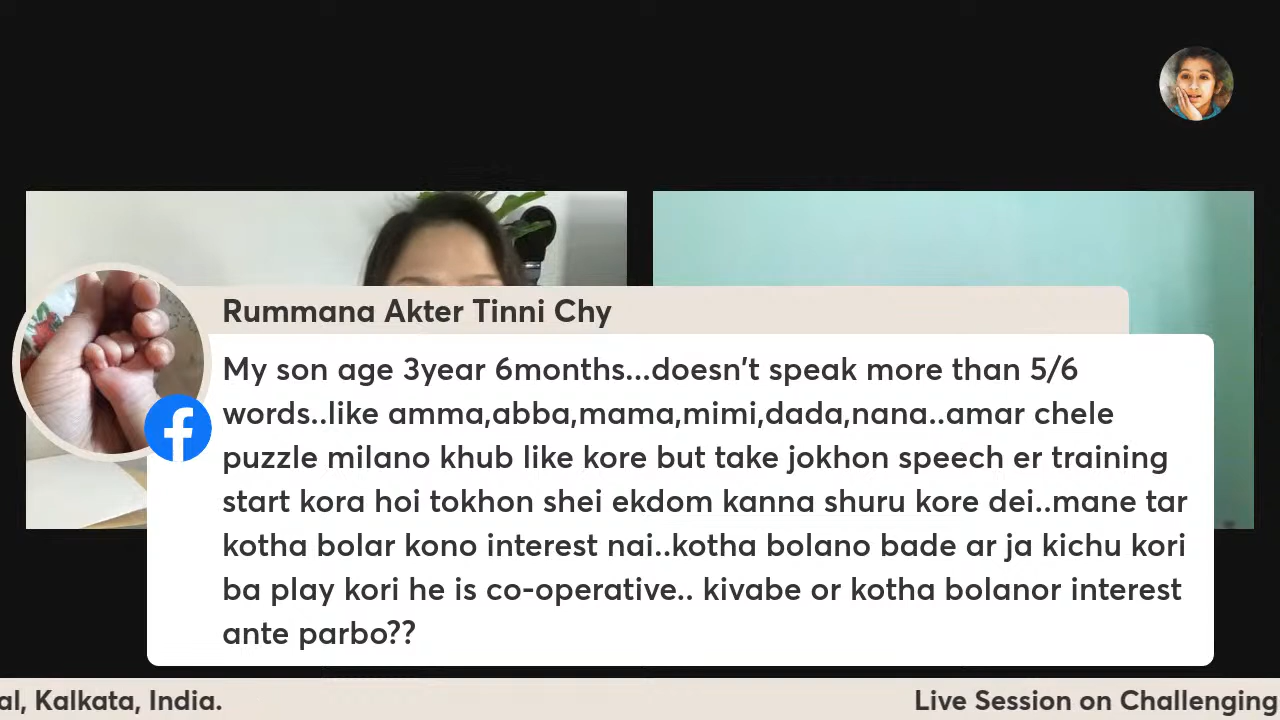 Rummana Akter Tinni Chy
My son age 3year 6months...doesn't speak more than 5/6
words..like amma,abba,mama,mimi,dada,nana..amar chele
puzzle milano khub like kore but take jokhon speech er training
start kora hoi tokhon shei ekdom kanna shuru kore dei..mane tar
kotha bolar kono interest nai..kotha bolano bade ar ja kichu kori
ba play kori he is co-operative.. kivabe or kotha bolanor interest
ante parbo??
al, Kalkata, India.
Live Session on Challenging